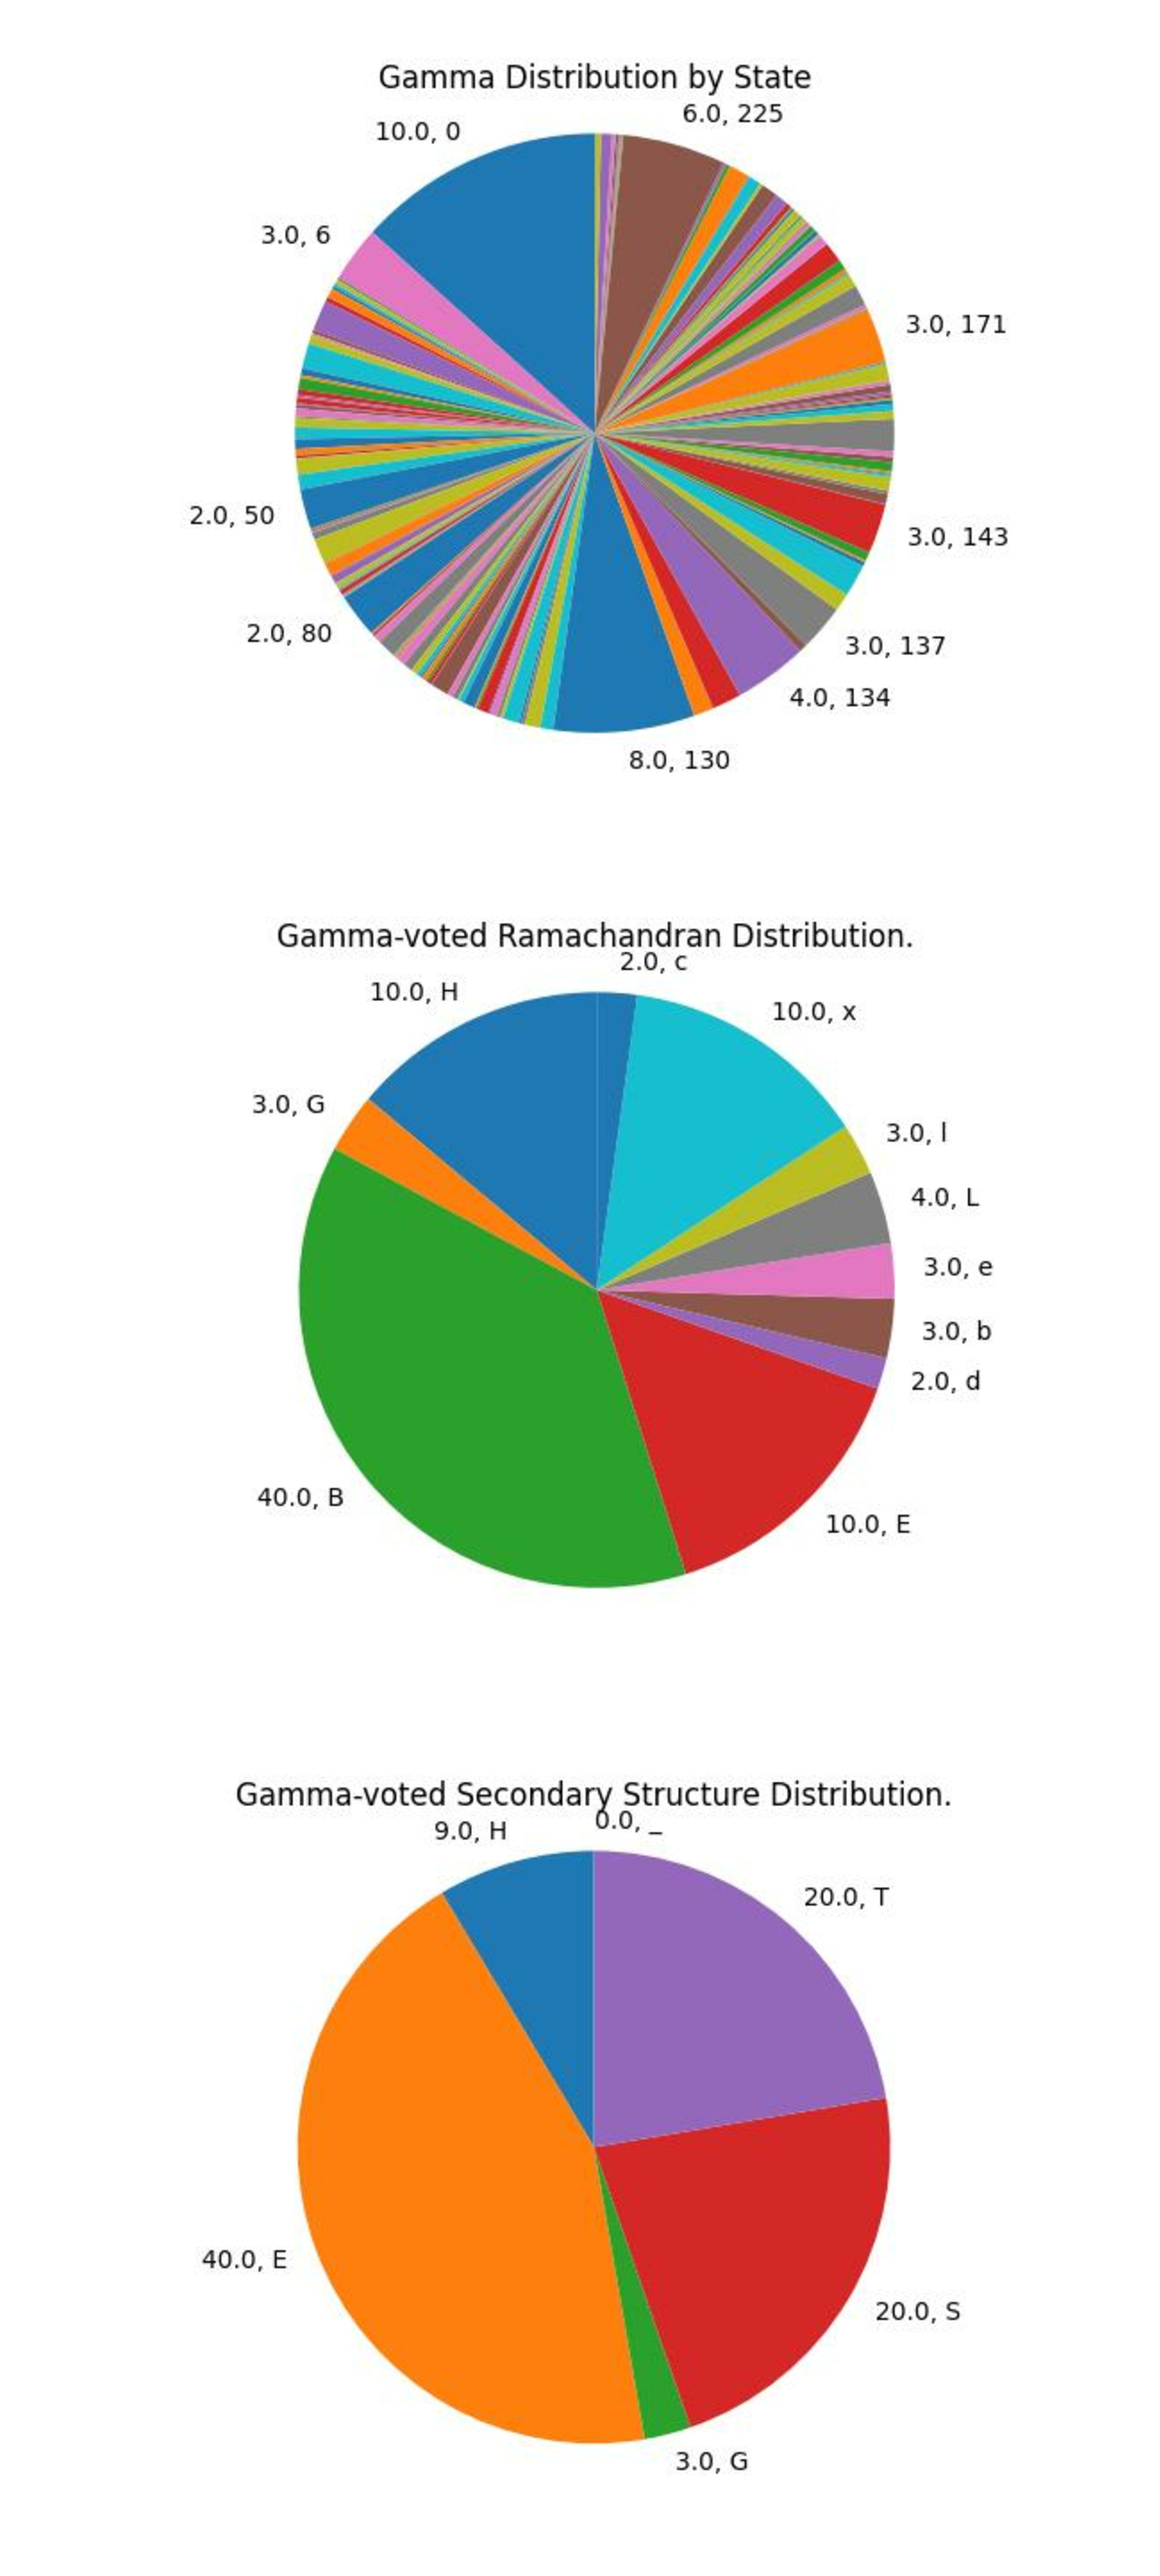 Gamma Distribution by State
6.0, 225
10.0, 0
3.0, 6
3.0, 171
2.0, 50
3.0, 143
2.0, 80
3.0, 137
4.0, 134
8.0, 130
Gamma-voted Ramachandran Distribution.
2.0, c
10.0, H
10.0, x
3.0, G
3.0, l
4.0, L
3.0, e
3.0, b
2.0, d
40.0, B
10.0, E
Gamma-voted Secondary Structure Distribution.
0.0, _
9.0, H
20.0, T
40.0, E
20.0, S
3.0, G